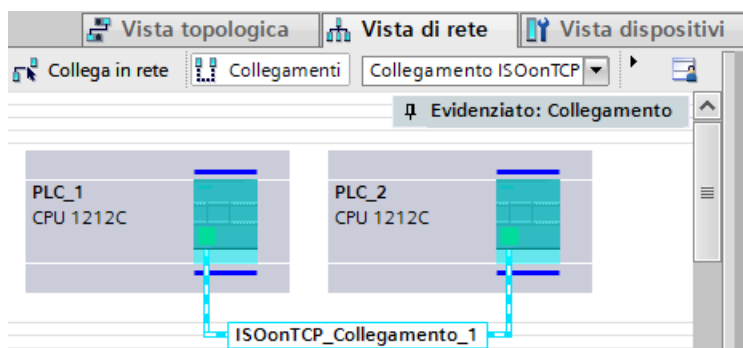 Vista topologica Vista di rete Vista dispositivi
Collega in rete Collegamenti Collegamento ISOonTCP
Evidenziato: Collegamento
PLC_1
CPU 1212C
PLC_2
CPU 1212C
ISOonTCP_Collegamento_1